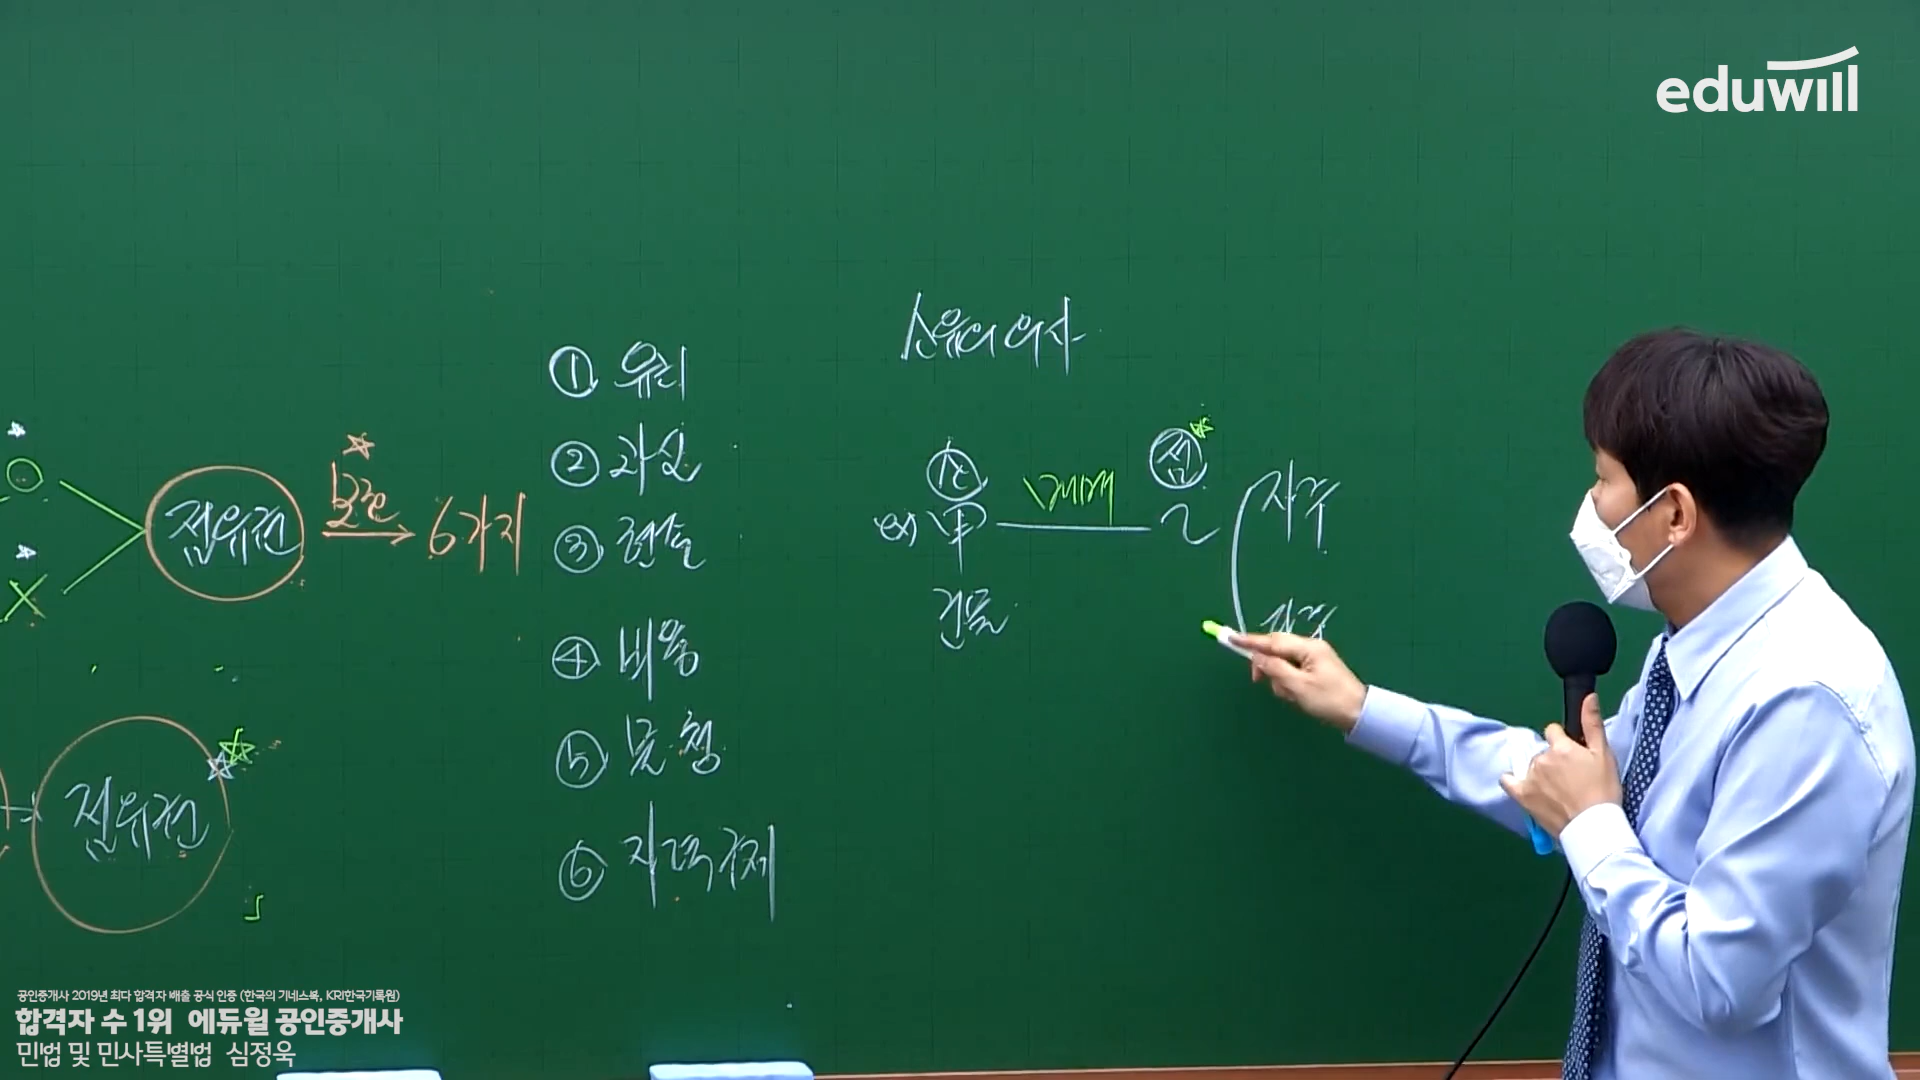 eduwill
소유의 의사
① 유리
② 과실
③ 현존
④ 비용
⑤ 물.청
⑥ 자력구제
점유권
보호
6가지
매매
점
甲
乙
건물
자주
점유권
공인중개사 2019년 최다 합격자 배출 공식 인증 (한국의 기네스북, KRI한국기록원)
합격자 수 1위 에듀윌 공인중개사
민법 및 민사특별법 심정욱